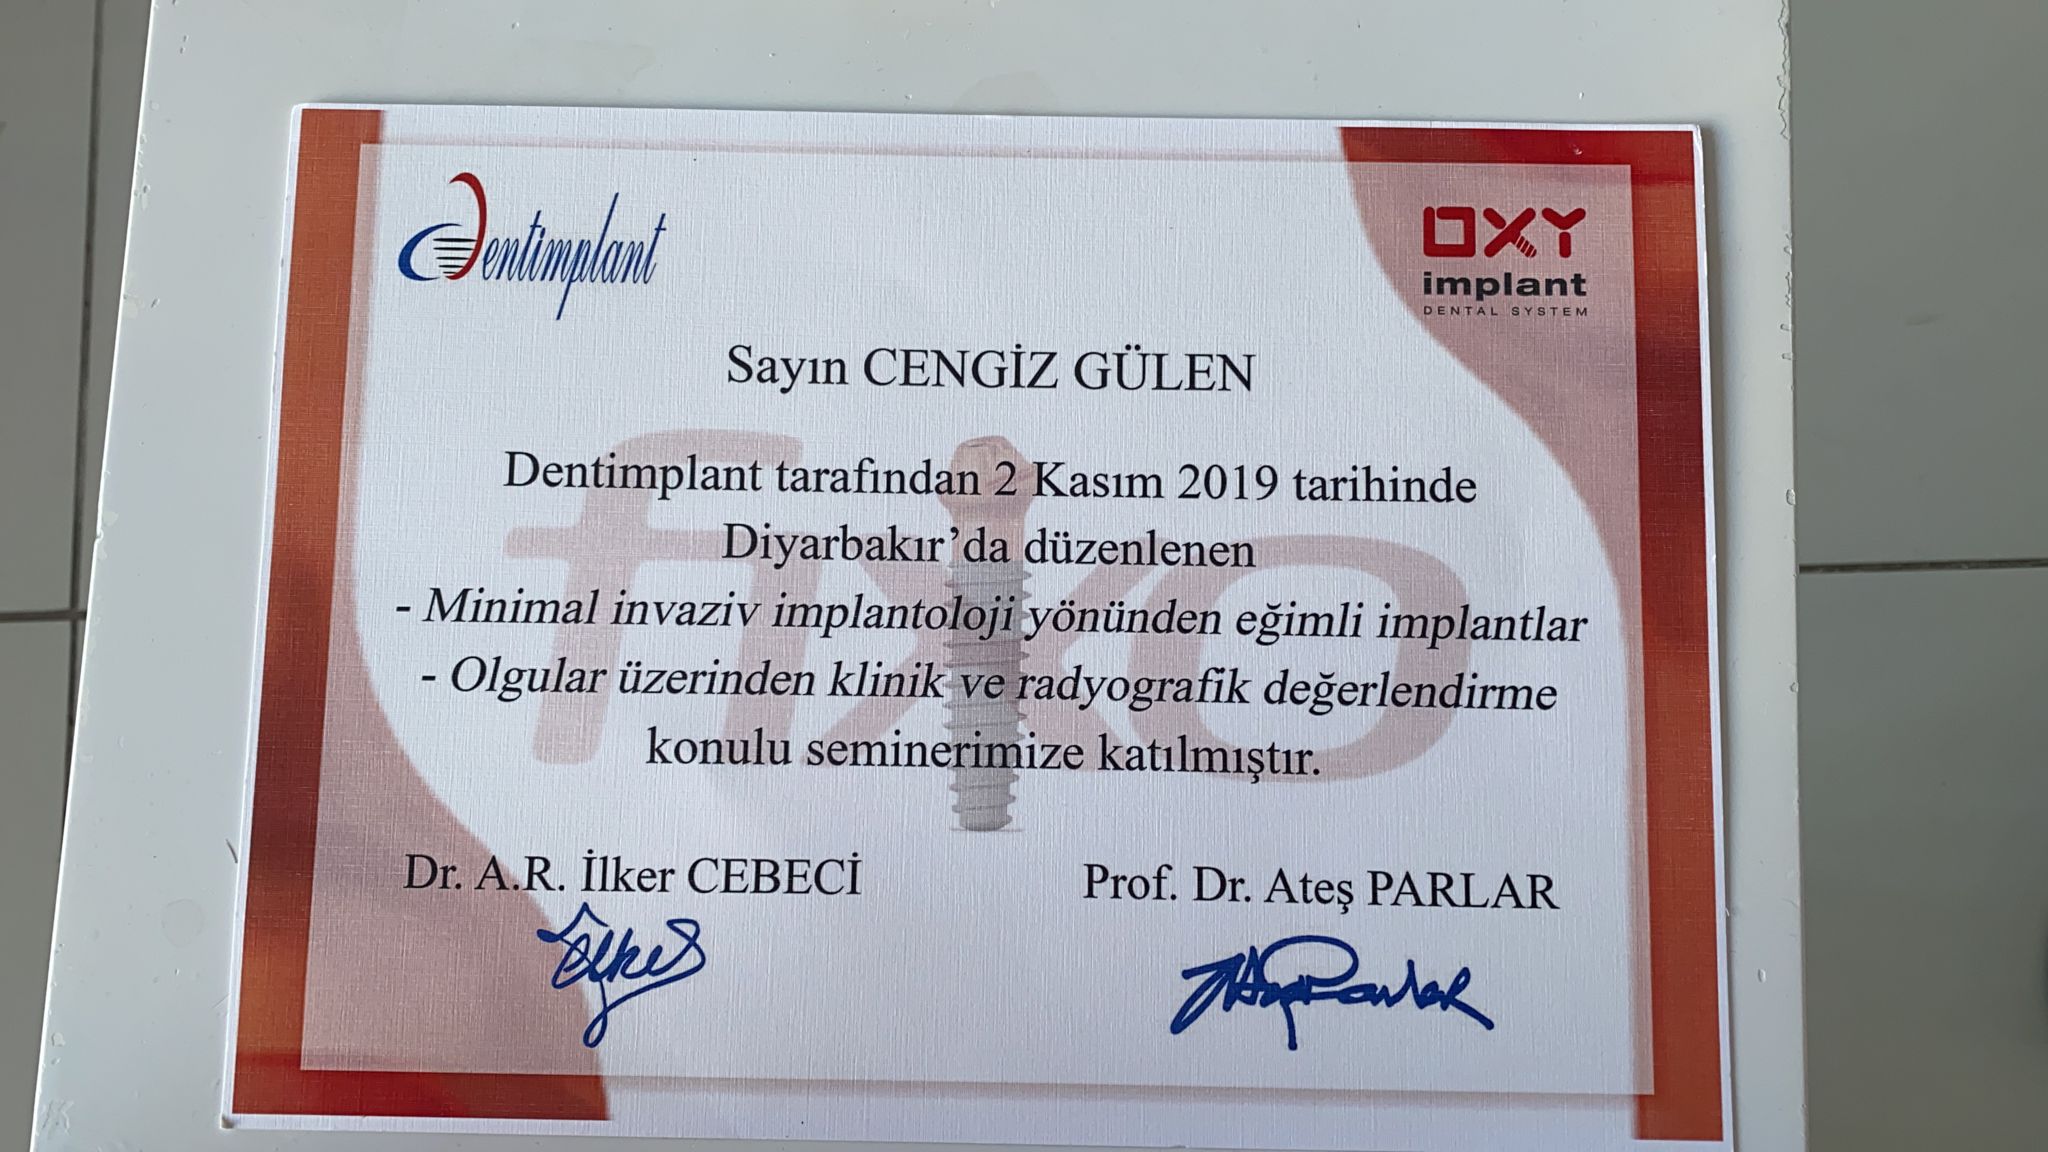 Dentimplant
OXY
implant
DENTAL SYSTEM
Sayın CENGİZ GÜLEN
fixo
Dentimplant tarafından 2 Kasım 2019 tarihinde
Diyarbakır’da düzenlenen
- Minimal invaziv implantoloji yönünden eğimli implantlar
- Olgular üzerinden klinik ve radyografik değerlendirme
konulu seminerimize katılmıştır.
Dr. A.R. İlker CEBECİ
Prof. Dr. Ateş PARLAR